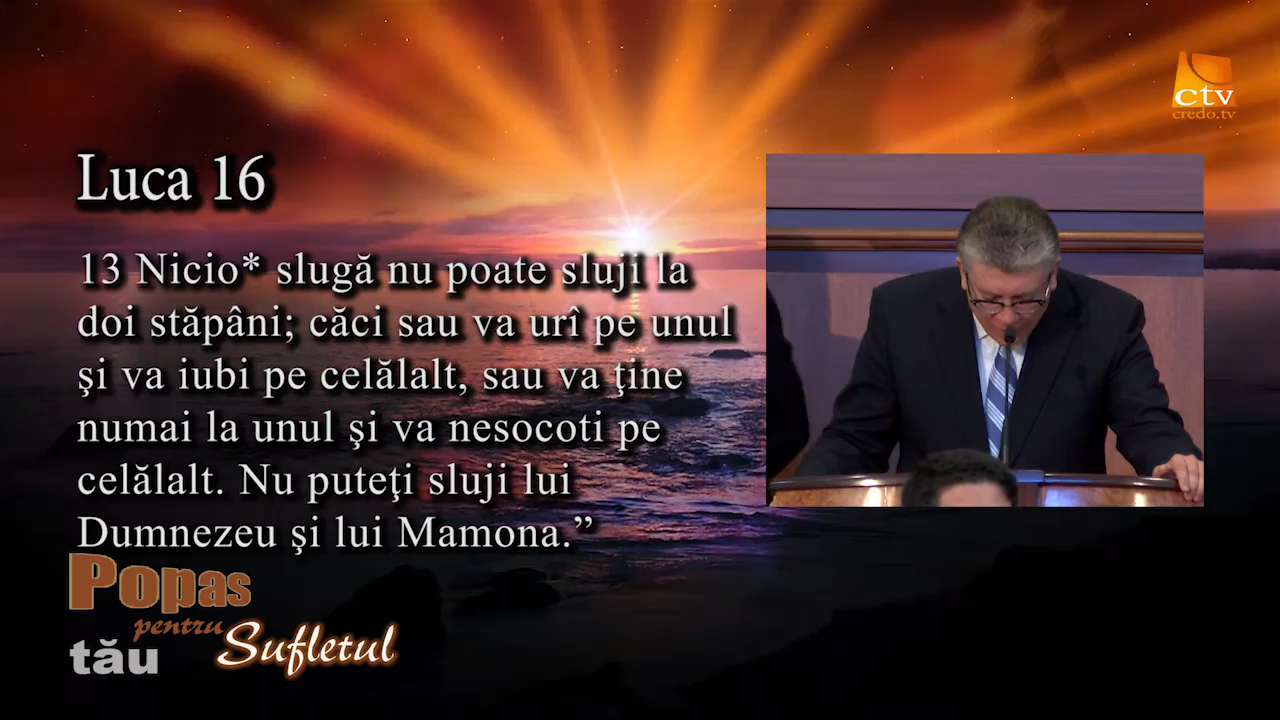 ctv
credo.tv
Luca 16
13 Nicio* slugă nu poate sluji la
doi stăpâni; căci sau va urî pe unul
şi va iubi pe celălalt, sau va ţine
numai la unul şi va nesocoti pe
celălalt. Nu puteţi sluji lui
Dumnezeu şi lui Mamona.”
Popas
pentru
tău Sufletul